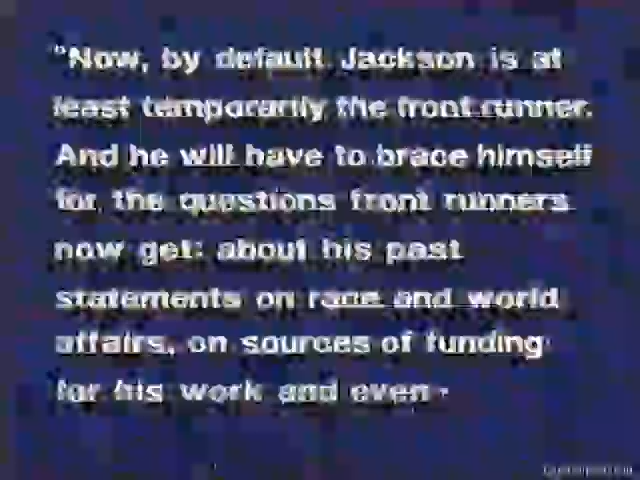 "Now, by default Jackson is at
least temporarily the front runner.
And he will have to brace himself
for the questions front runners
now get: about his past
statements on race and world
affairs, on sources of funding
for his work and even -